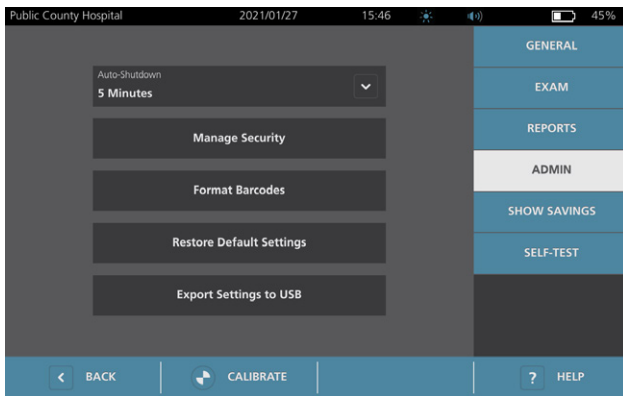 Public County Hospital 2021/01/27 15:46 45%
GENERAL
Auto-Shutdown
5 Minutes
EXAM
Manage Security
REPORTS
ADMIN
Format Barcodes
SHOW SAVINGS
Restore Default Settings
SELF-TEST
Export Settings to USB
BACK CALIBRATE ? HELP